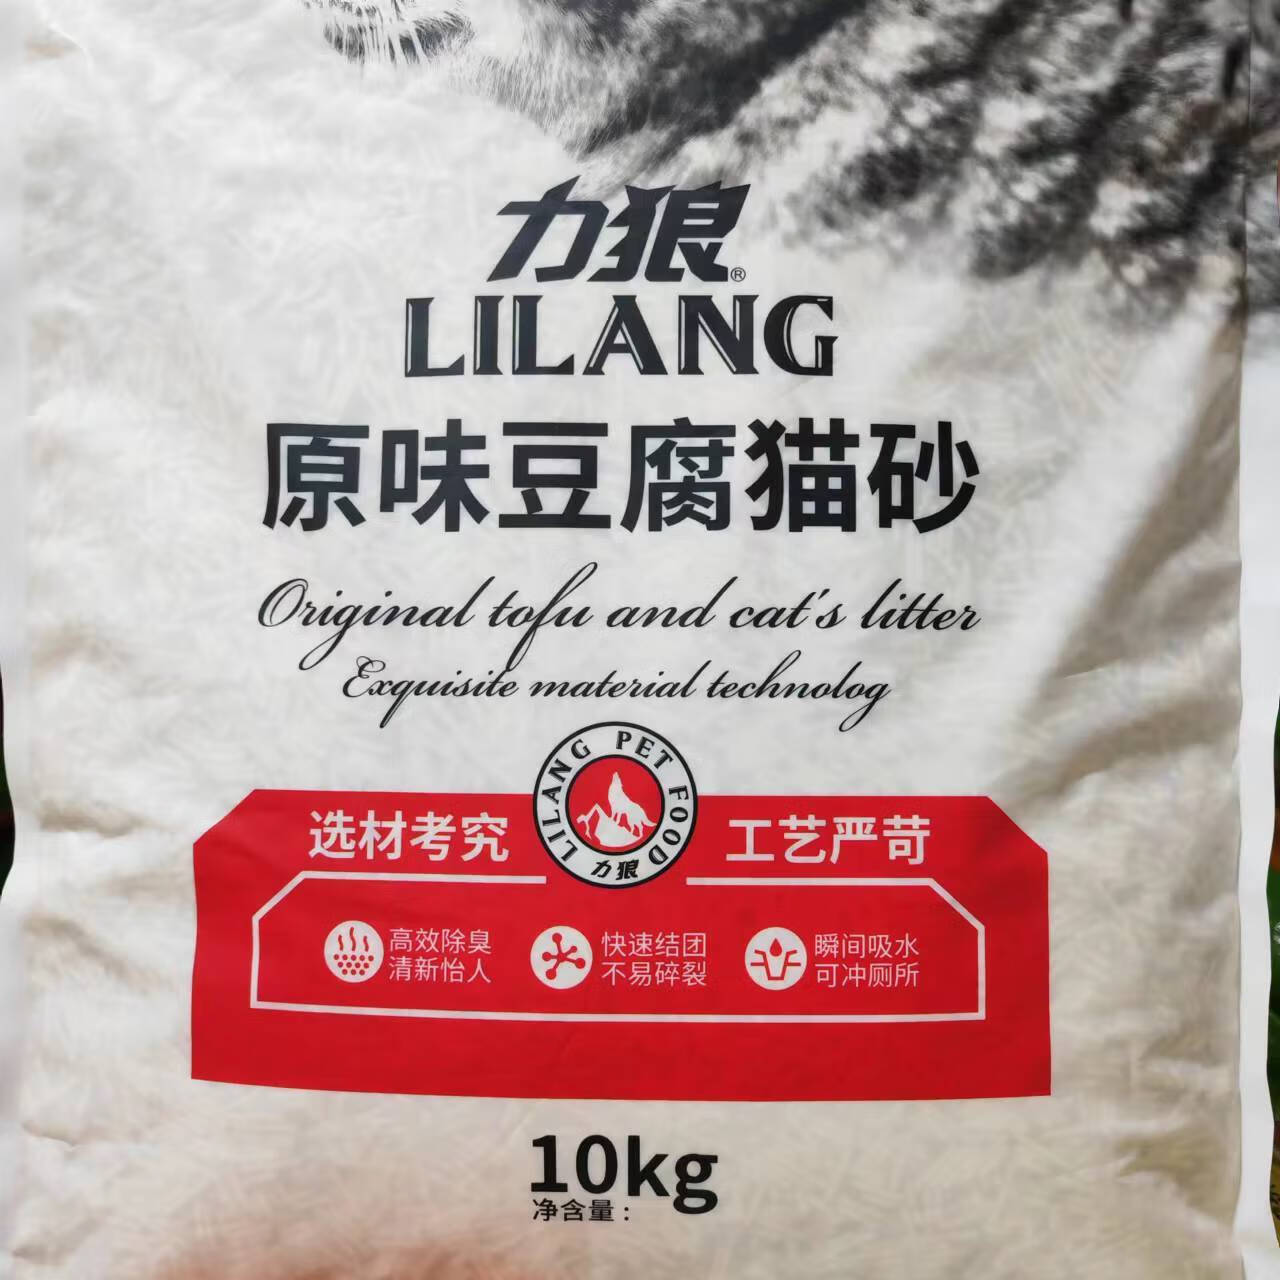 力狼®
LILANG
原味豆腐猫砂
Original tofu and cat's litter
Exquisite material technolog
LILANG PET FOOD
力狼
选材考究 工艺严苛
高效除臭 快速结团 瞬间吸水
清新怡人 不易碎裂 可冲厕所
10kg
净含量：